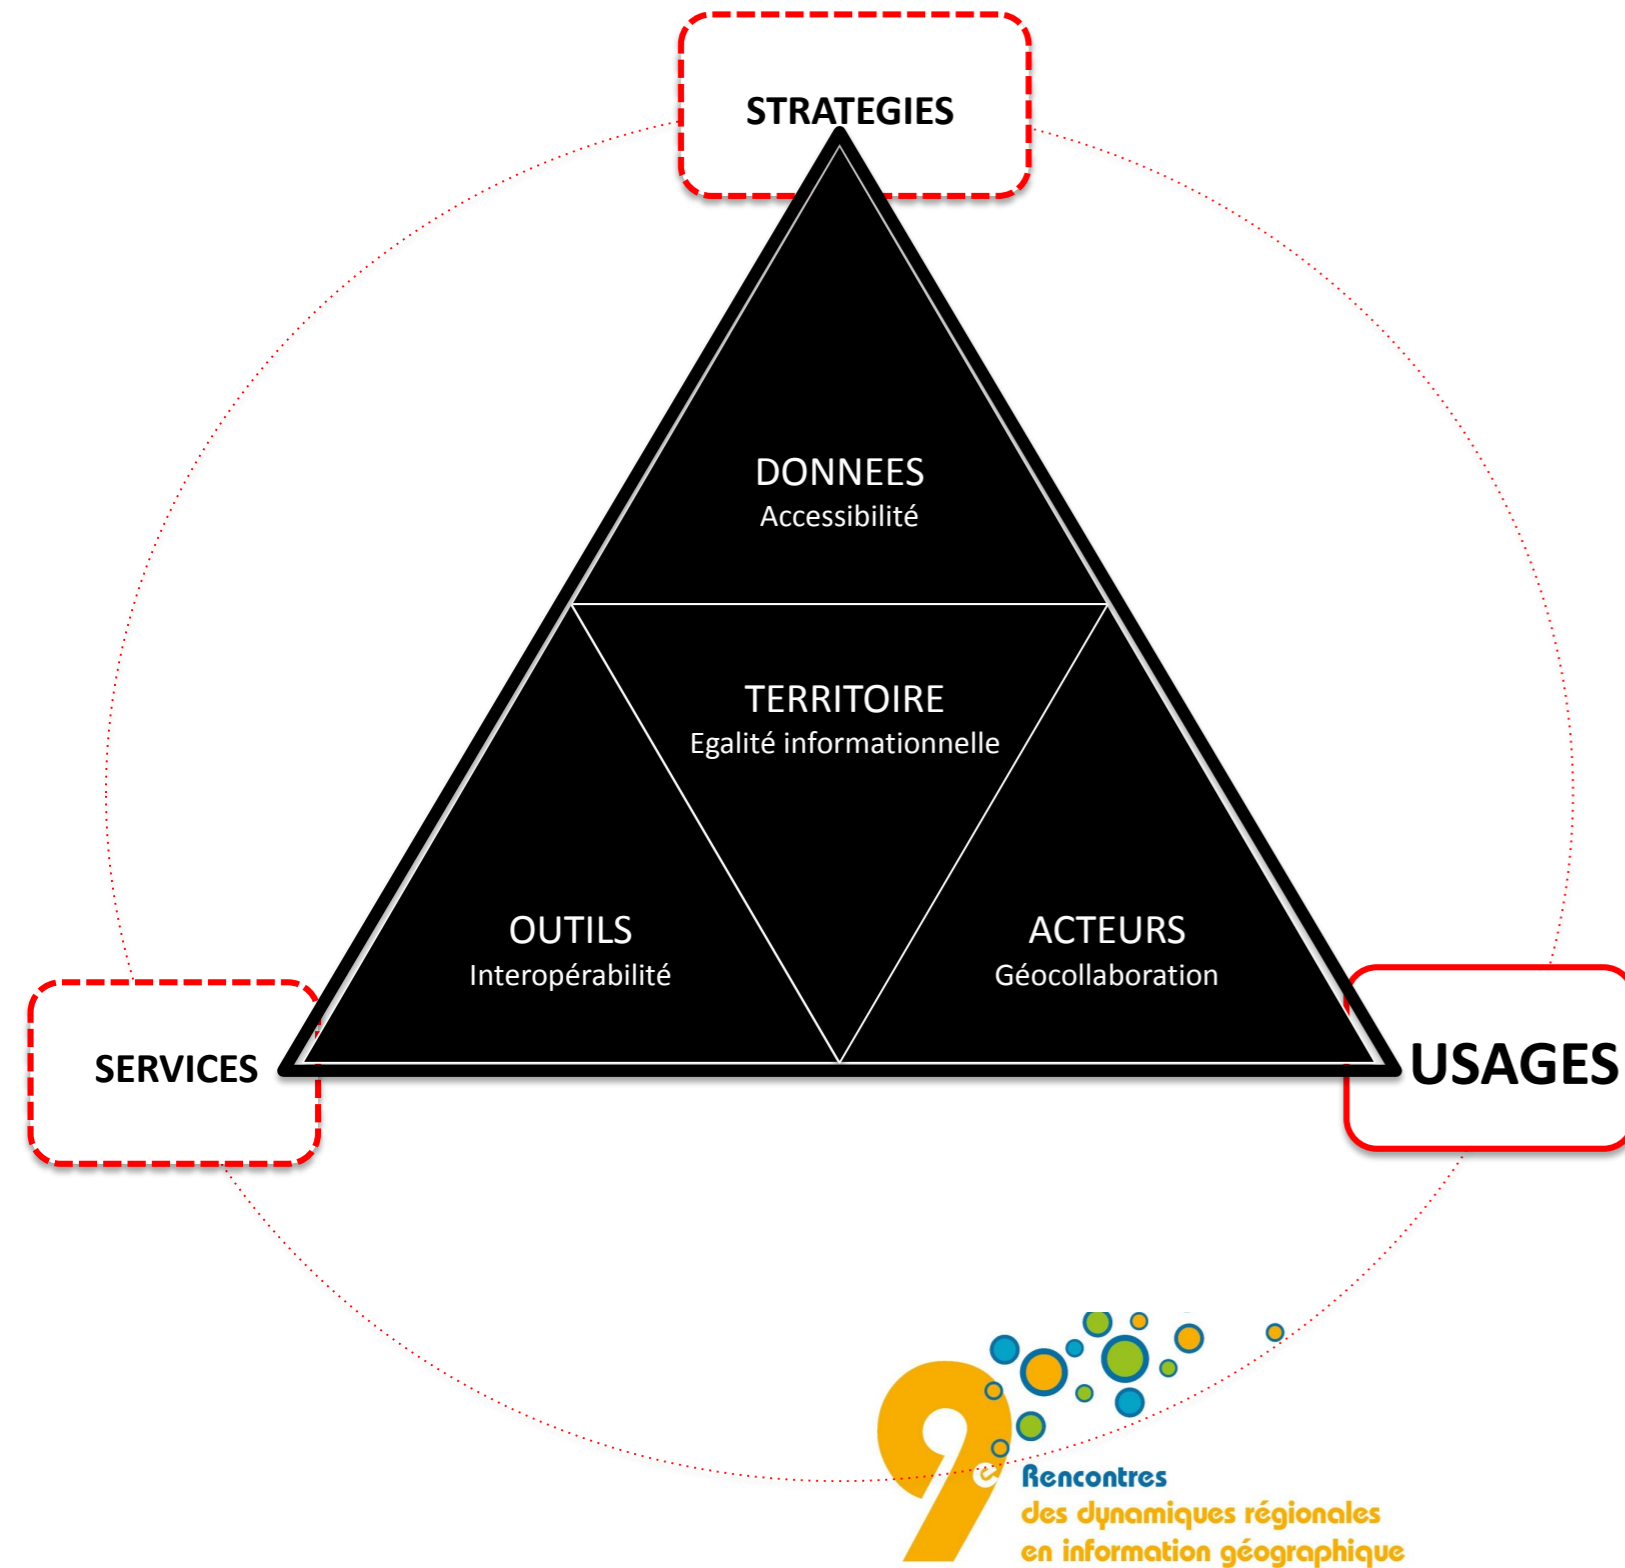 STRATEGIES
DONNEES
Accessibilité
TERRITOIRE
Egalité informationnelle
OUTILS
Interopérabilité
ACTEURS
Géocollaboration
SERVICES
USAGES
9e Rencontres
des dynamiques régionales
en information géographique